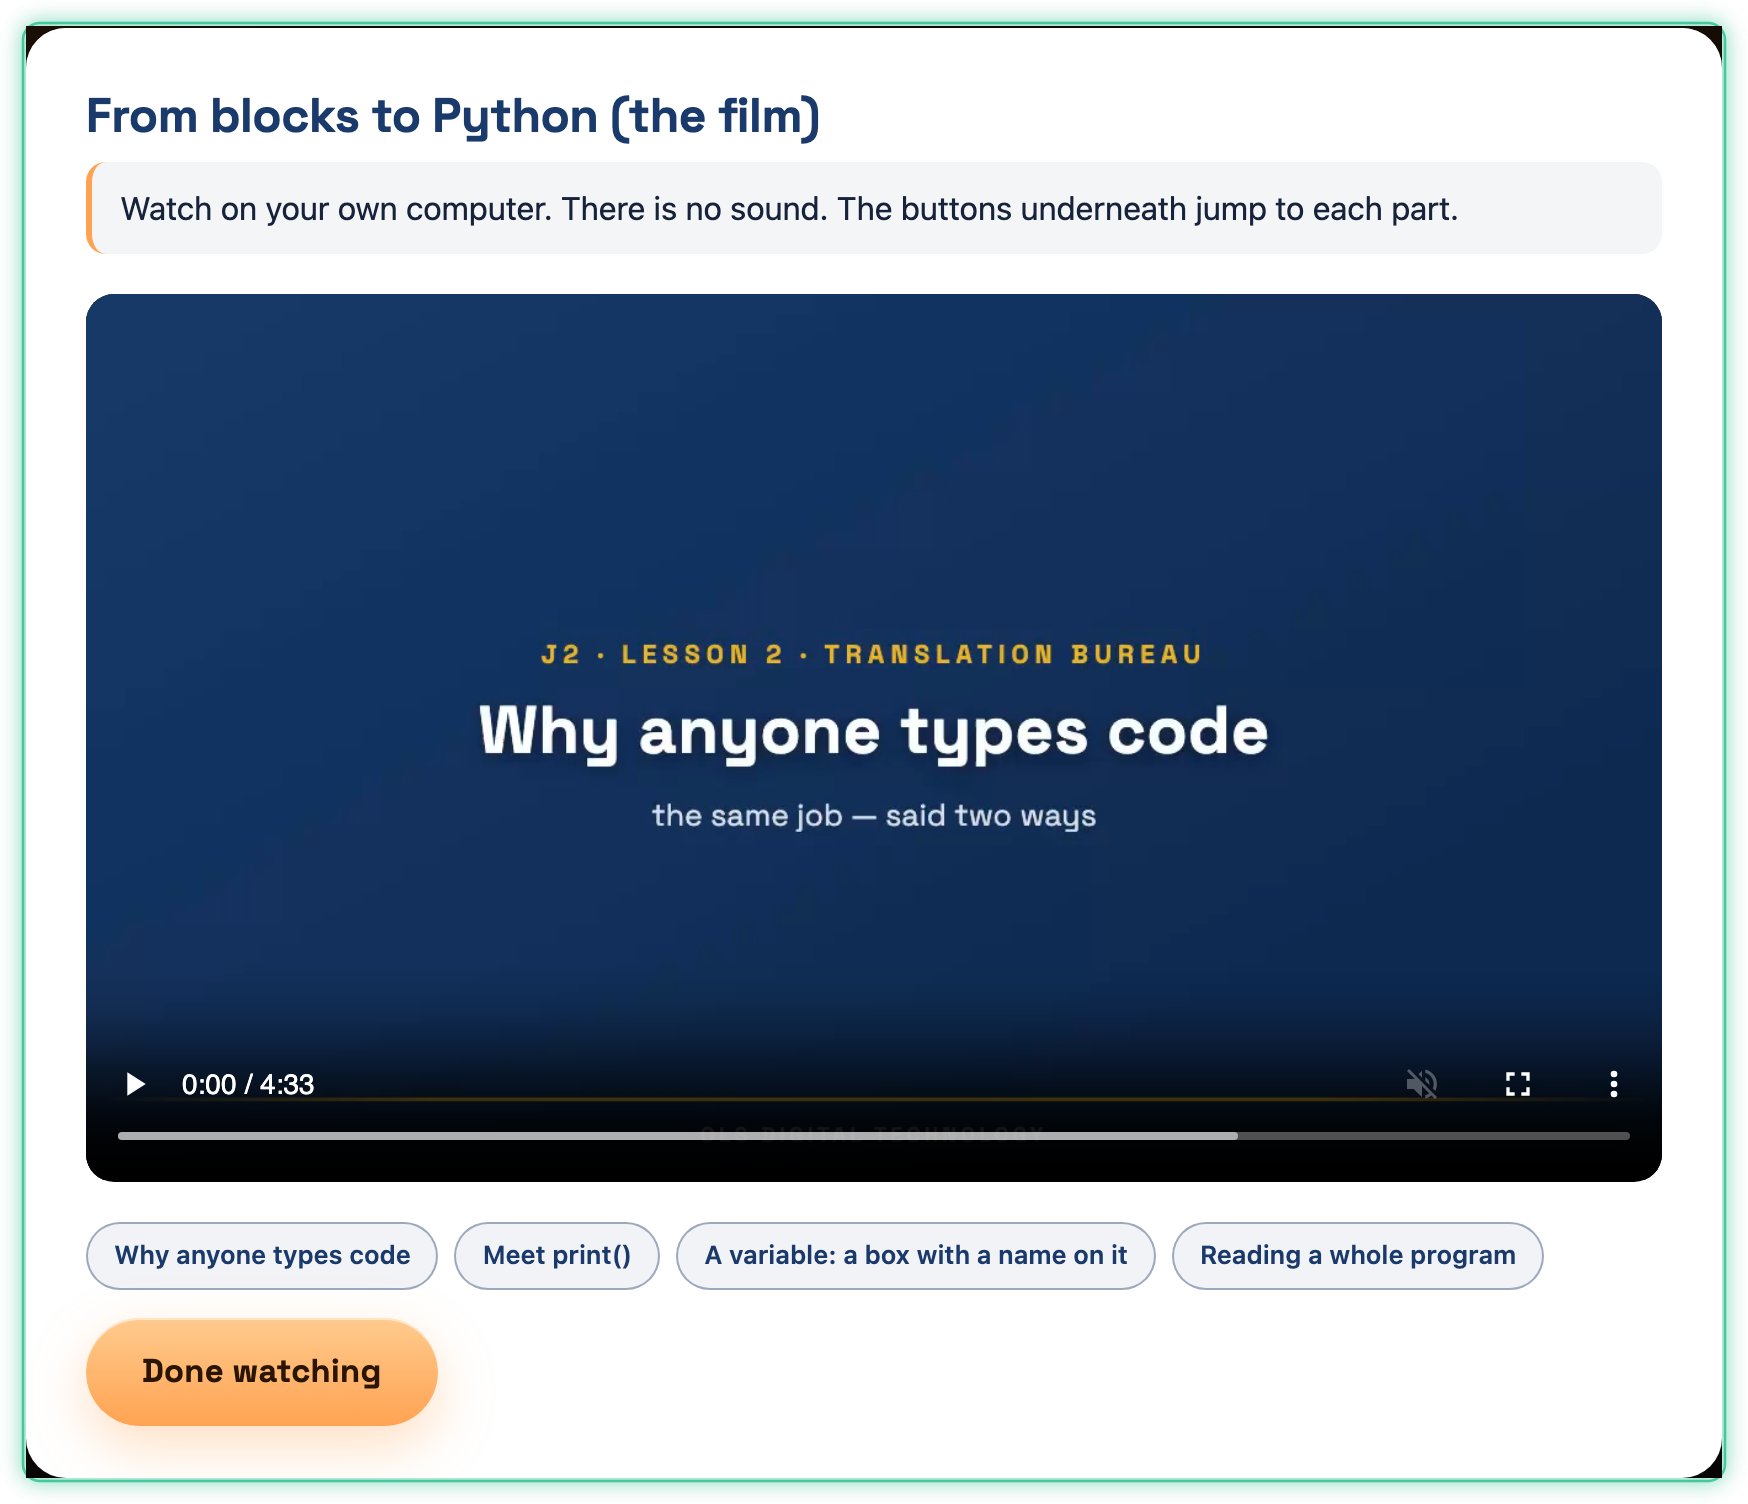 From blocks to Python (the film)
Watch on your own computer. There is no sound. The buttons underneath jump to each part.
J2 · LESSON 2 · TRANSLATION BUREAU
Why anyone types code
the same job — said two ways
0:00 / 4:33
OLS DIGITAL TECHNOLOGY
Why anyone types code
Meet print()
A variable: a box with a name on it
Reading a whole program
Done watching